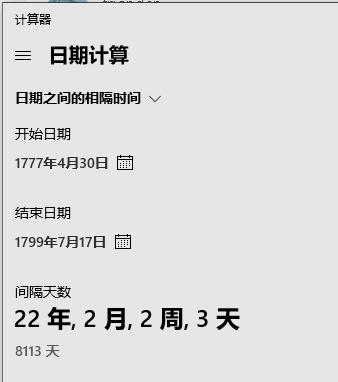 计算器
日期计算
日期之间的相隔时间
开始日期
1777年4月30日
结束日期
1799年7月17日
间隔天数
22 年, 2 月, 2 周, 3 天
8113 天